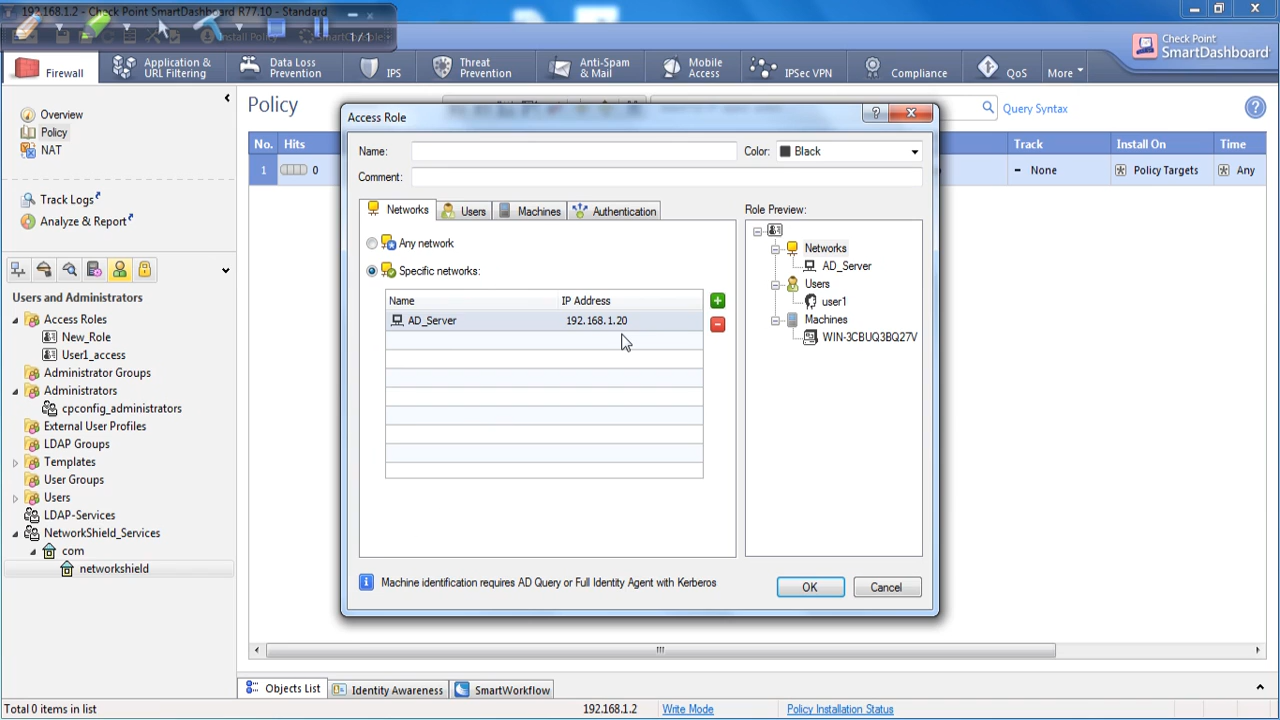 192.168.1.2 - Check Point SmartDashboard R77.10 - Standard
Install Policy
SmartConsole
1/1
Check Point
SmartDashboard
Firewall
Application &
URL Filtering
Data Loss
Prevention
IPS
Threat
Prevention
Anti-Spam
& Mail
Mobile
Access
IPSec VPN
Compliance
QoS
More
Overview
Policy
NAT
Track Logs
Analyze & Report
Users and Administrators
Access Roles
New_Role
User1_access
Administrator Groups
Administrators
cpconfig_administrators
External User Profiles
LDAP Groups
Templates
User Groups
Users
LDAP-Services
NetworkShield_Services
com
networkshield
Policy
Query Syntax
No. Hits Track Install On Time
1 0 None Policy Targets Any
Access Role
Name:
Color: Black
Comment:
Networks Users Machines Authentication
Any network
Specific networks:
Name IP Address
AD_Server 192.168.1.20
Role Preview:
Networks
AD_Server
Users
user1
Machines
WIN-3CBUQ3BQ27V
Machine identification requires AD Query or Full Identity Agent with Kerberos
OK Cancel
Objects List Identity Awareness SmartWorkflow
Total 0 items in list 192.168.1.2 Write Mode Policy Installation Status